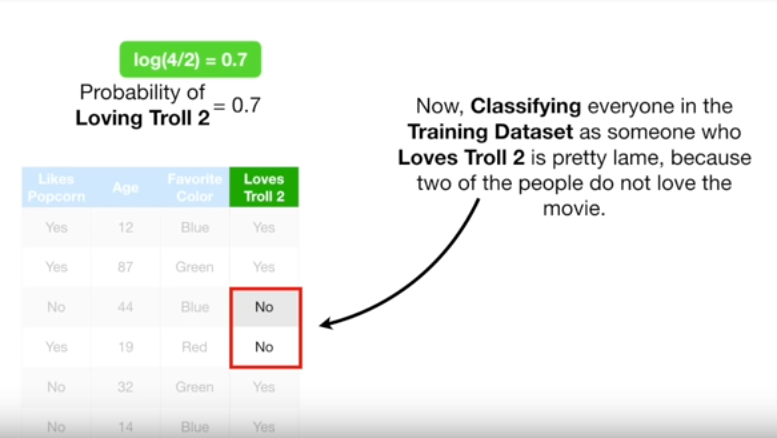 log(4/2) = 0.7
Probability of
Loving Troll 2 = 0.7
Now, Classifying everyone in the
Training Dataset as someone who
Loves Troll 2 is pretty lame, because
two of the people do not love the
movie.
Likes Popcorn Age Favorite Color Loves Troll 2
Yes 12 Blue Yes
Yes 87 Green Yes
No 44 Blue No
Yes 19 Red No
No 32 Green Yes
No 14 Blue Yes